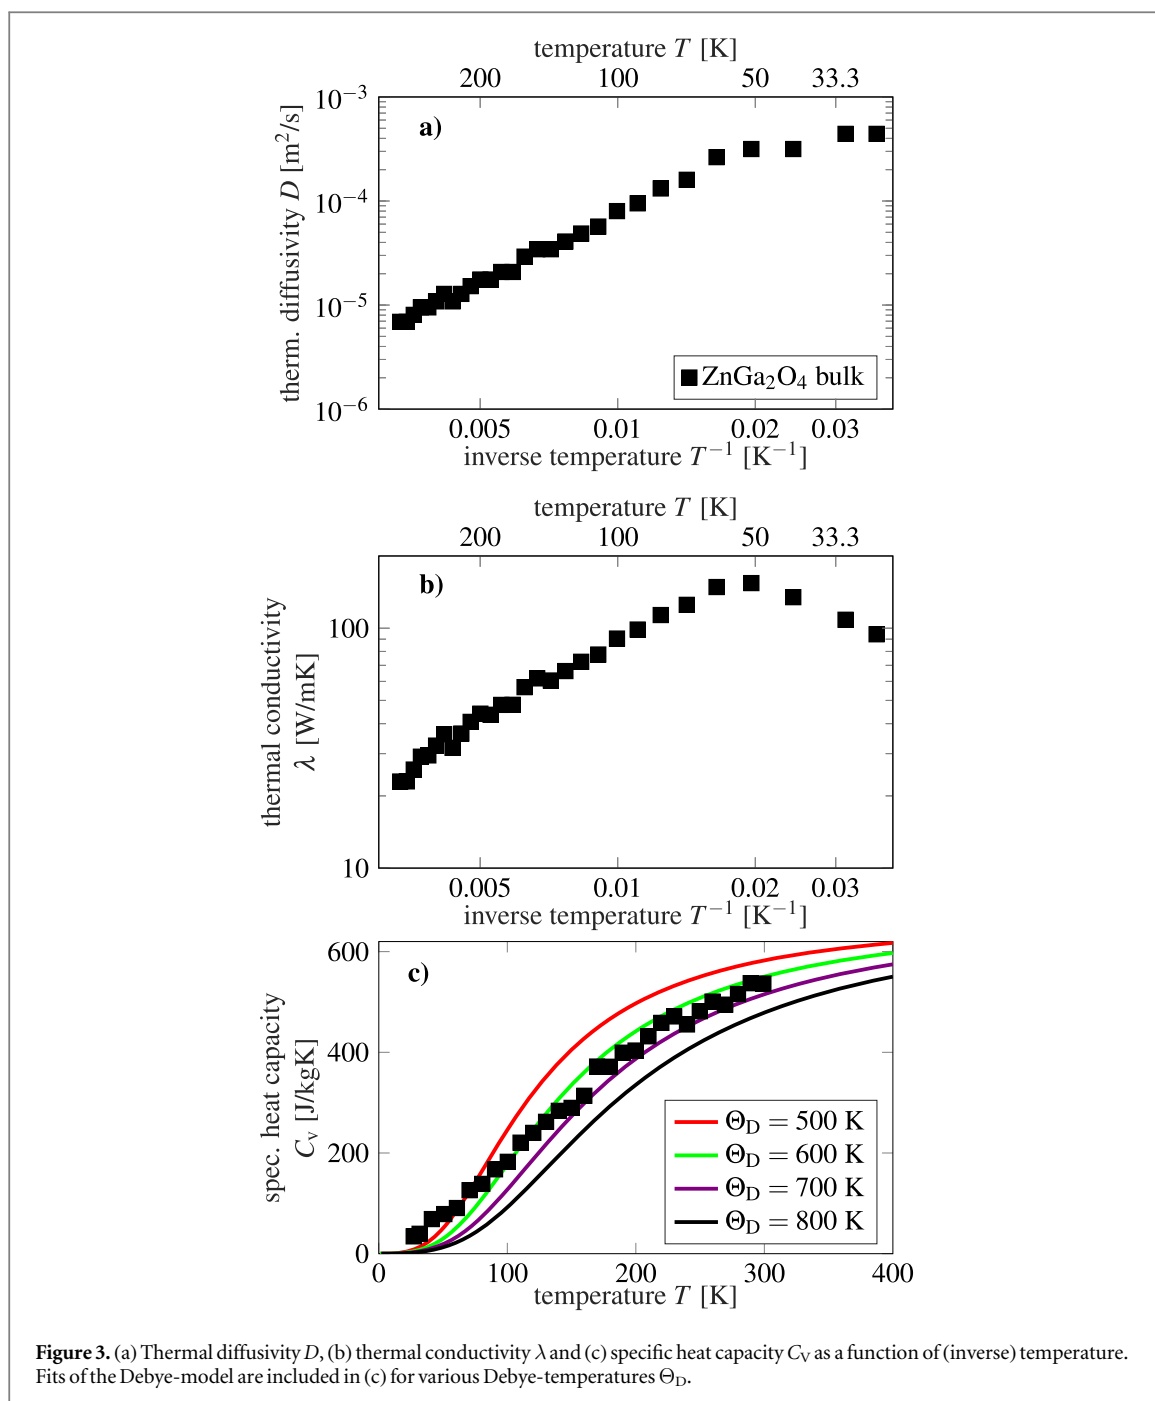 temperature T [K]
200 100 50 33.3
10⁻³
a)
10⁻⁴
10⁻⁵
10⁻⁶
therm. diffusivity D [m²/s]
ZnGa₂O₄ bulk
0.005 0.01 0.02 0.03
inverse temperature T⁻¹ [K⁻¹]
temperature T [K]
200 100 50 33.3
b)
100
10
thermal conductivity
λ [W/mK]
0.005 0.01 0.02 0.03
inverse temperature T⁻¹ [K⁻¹]
600
c)
400
200
0
spec. heat capacity
Cᵥ [J/kgK]
Θ_D = 500 K
Θ_D = 600 K
Θ_D = 700 K
Θ_D = 800 K
0 100 200 300 400
temperature T [K]
Figure 3. (a) Thermal diffusivity D, (b) thermal conductivity λ and (c) specific heat capacity C_V as a function of (inverse) temperature.
Fits of the Debye-model are included in (c) for various Debye-temperatures Θ_D.